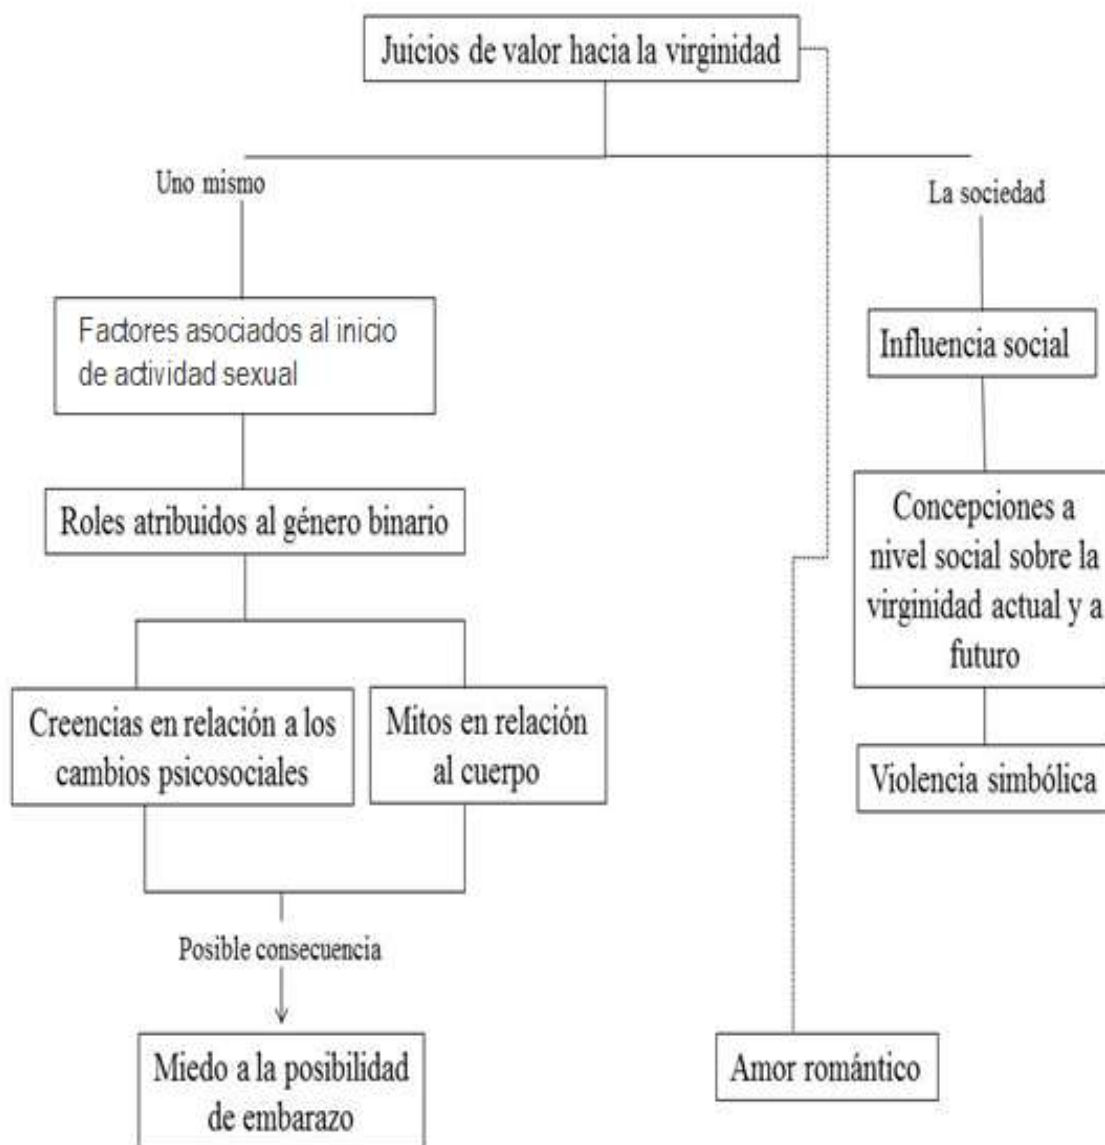 Juicios de valor hacia la virginidad
Uno mismo
La sociedad
Factores asociados al inicio
de actividad sexual
Influencia social
Roles atribuidos al género binario
Concepciones a
nivel social sobre la
virginidad actual y a
futuro
Creencias en relación a los
cambios psicosociales
Mitos en relación
al cuerpo
Violencia simbólica
Posible consecuencia
Miedo a la posibilidad
de embarazo
Amor romántico